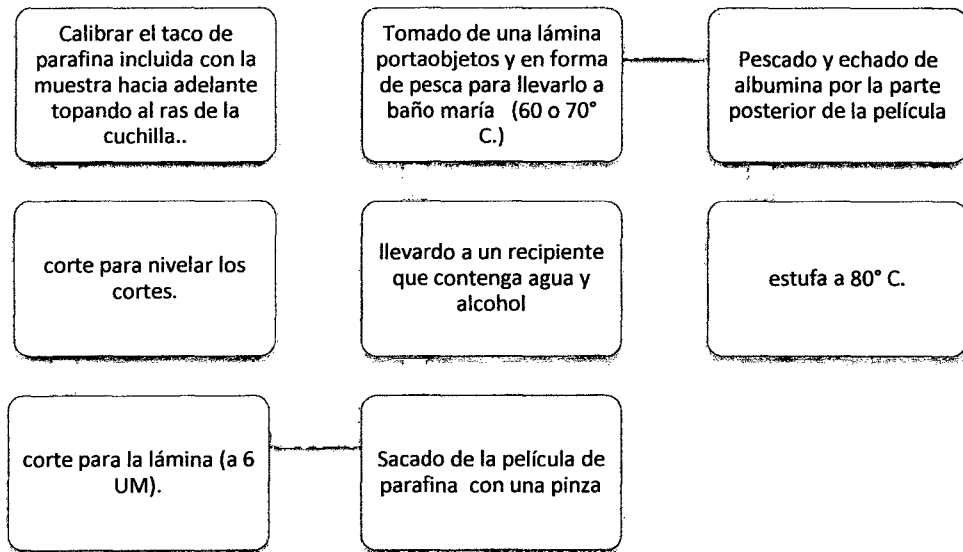 Calibrar el taco de
parafina incluida con la
muestra hacia adelante
topando al ras de la
cuchilla..
corte para nivelar los
cortes.
corte para la lámina (a 6
UM).
Sacado de la película de
parafina con una pinza
llevardo a un recipiente
que contenga agua y
alcohol
Tomado de una lámina
portaobjetos y en forma
de pesca para llevarlo a
baño maría (60 o 70°
C.)
Pescado y echado de
albumina por la parte
posterior de la película
estufa a 80° C.